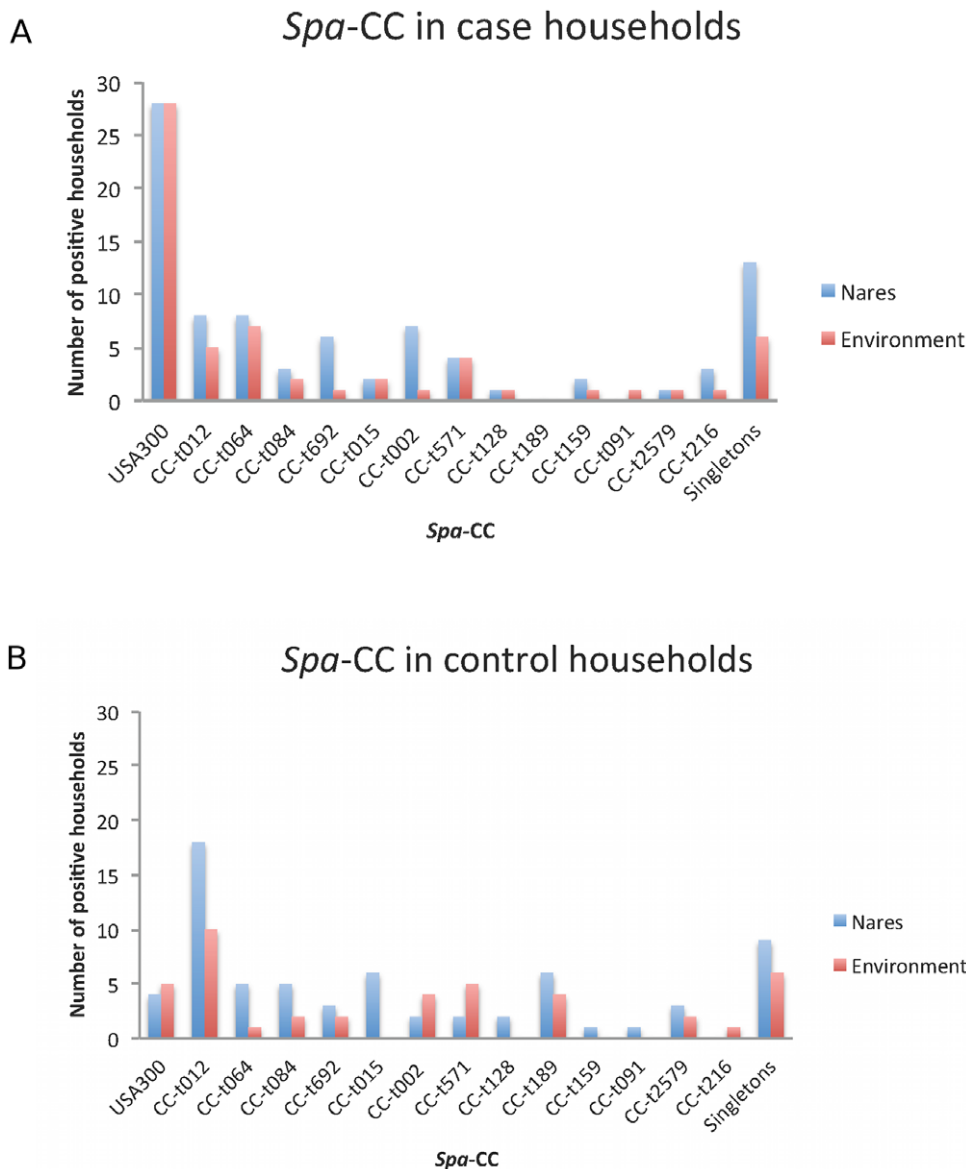 A
Spa-CC in case households
Number of positive households
30
25
20
15
10
5
0
USA300
CC-t012
CC-t064
CC-t084
CC-t692
CC-t015
CC-t002
CC-t571
CC-t128
CC-t189
CC-t159
CC-t091
CC-t2579
CC-t216
Singletons
Spa-CC
Nares
Environment
B
Spa-CC in control households
Number of positive households
30
25
20
15
10
5
0
USA300
CC-t012
CC-t064
CC-t084
CC-t692
CC-t015
CC-t002
CC-t571
CC-t128
CC-t189
CC-t159
CC-t091
CC-t2579
CC-t216
Singletons
Spa-CC
Nares
Environment